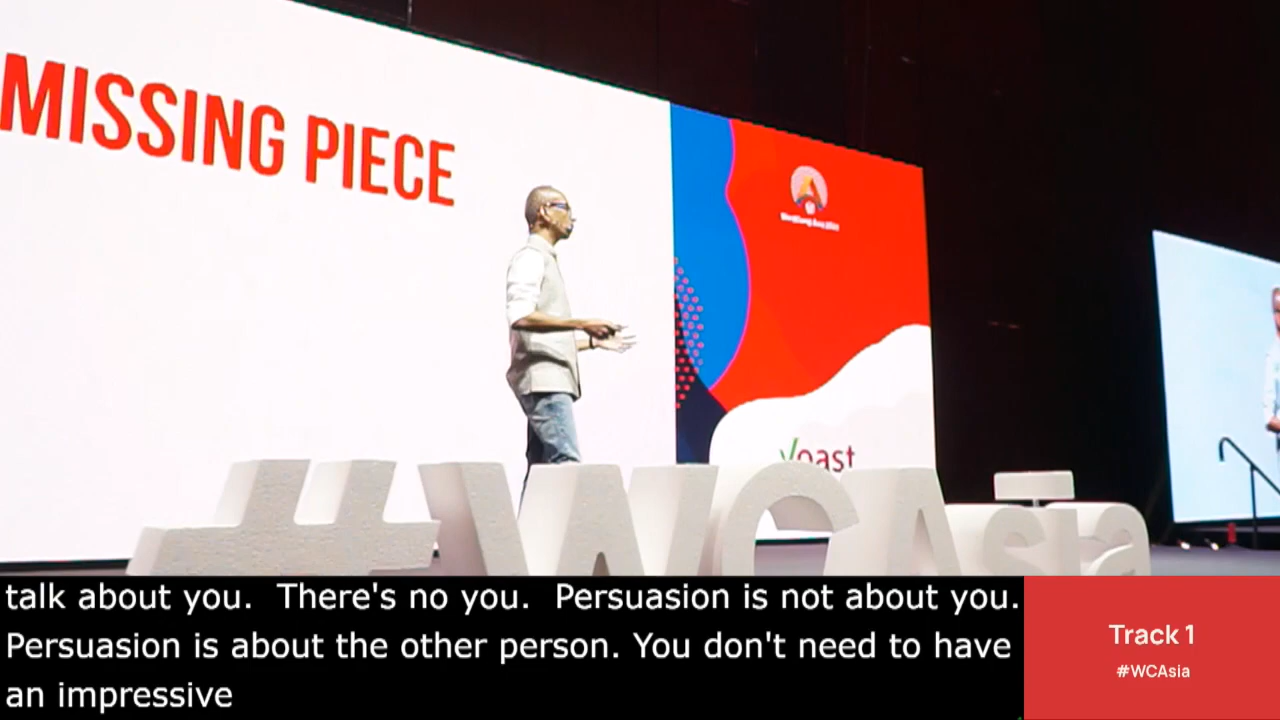 MISSING PIECE
Yoast
#WCAsia
talk about you.  There's no you.  Persuasion is not about you.
Persuasion is about the other person. You don't need to have
an impressive
Track 1
#WCAsia